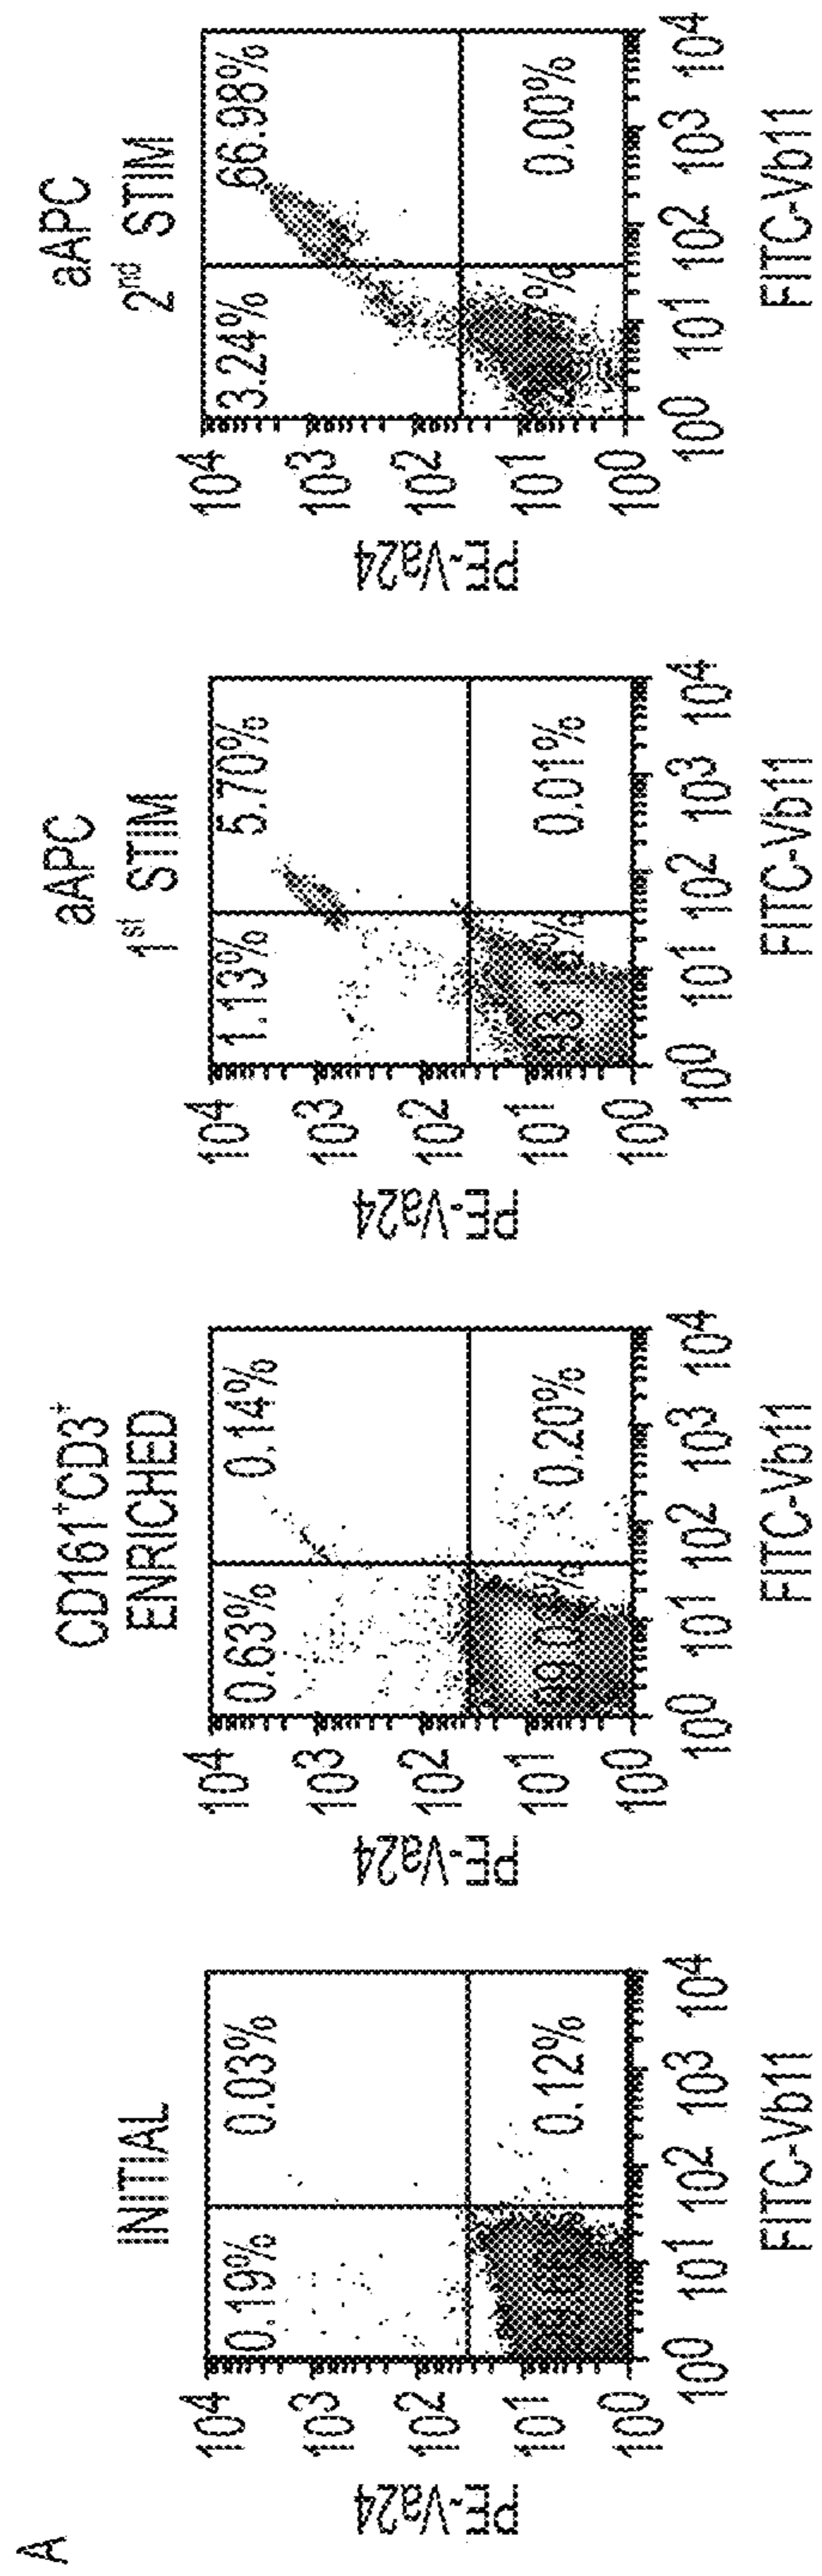 A
INITIAL
0.19%
0.03%
0.12%
10⁴
10³
10²
10¹
10⁰
PE-Va24
10⁰ 10¹ 10² 10³ 10⁴
FITC-Vb11
CD161⁺CD3⁺
ENRICHED
0.63%
0.14%
0.20%
10⁴
10³
10²
10¹
10⁰
PE-Va24
10⁰ 10¹ 10² 10³ 10⁴
FITC-Vb11
aAPC
1ˢᵗ STIM
1.13%
5.70%
0.01%
10⁴
10³
10²
10¹
10⁰
PE-Va24
10⁰ 10¹ 10² 10³ 10⁴
FITC-Vb11
aAPC
2ⁿᵈ STIM
3.24%
66.98%
%
0.00%
10⁴
10³
10²
10¹
10⁰
PE-Va24
10⁰ 10¹ 10² 10³ 10⁴
FITC-Vb11